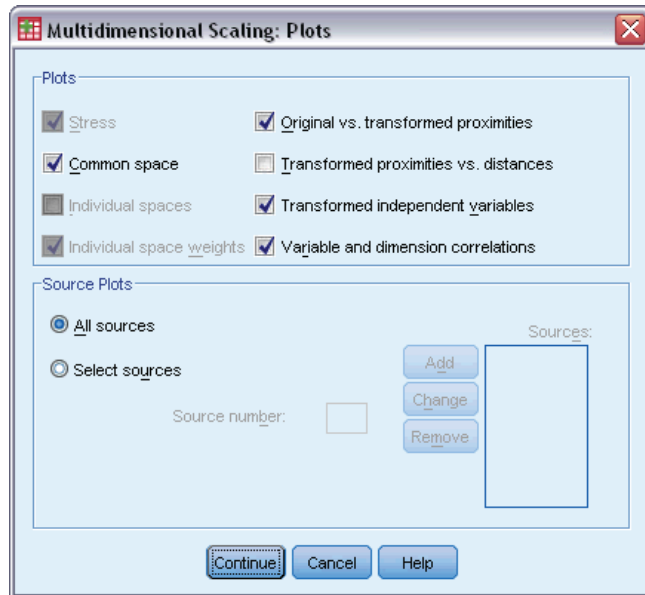 Multidimensional Scaling: Plots
Plots
Stress
Original vs. transformed proximities
Common space
Transformed proximities vs. distances
Individual spaces
Transformed independent variables
Individual space weights
Variable and dimension correlations
Source Plots
All sources
Sources:
Select sources
Add
Source number:
Change
Remove
Continue
Cancel
Help